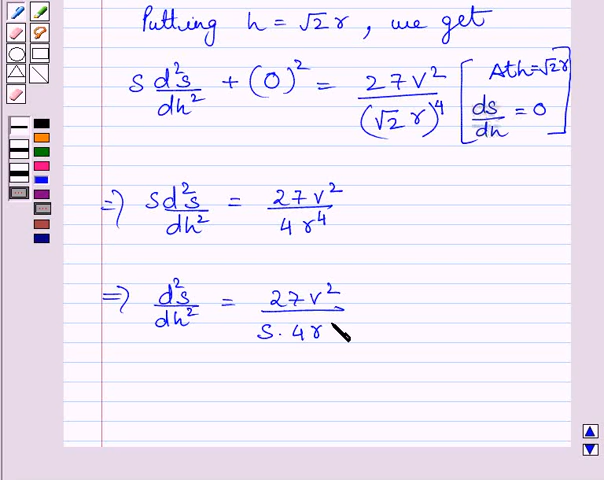 Putting h = √2 r , we get
S d²s/dh² + (0)² = 27v²/(√2 r)⁴ [At h=√2r ds/dh = 0]
=> S d²s/dh² = 27v²/4r⁴
=> d²s/dh² = 27v²/S.4r